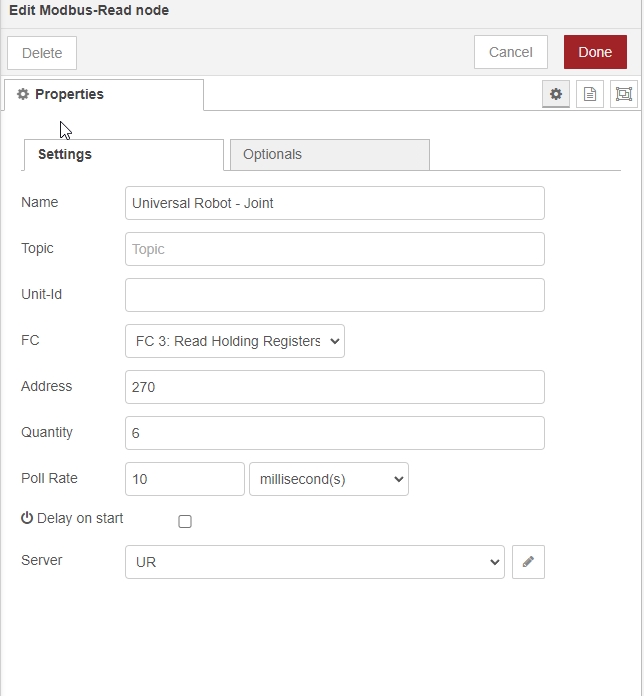 Edit Modbus-Read node
Delete Cancel Done
Properties
Settings Optionals
Name Universal Robot - Joint
Topic Topic
Unit-Id
FC FC 3: Read Holding Registers
Address 270
Quantity 6
Poll Rate 10 millisecond(s)
Delay on start
Server UR